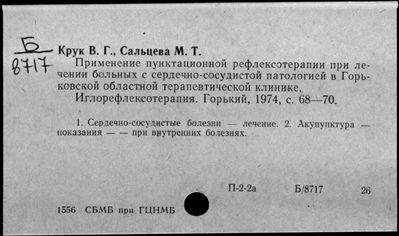 Б
8717
Крук В. Г., Сальцева М. Т.
Применение пунктационной рефлексотерапии при ле-
чении больных с сердечно-сосудистой патологией в Горь-
ковской областной терапевтической клинике,
Иглорефлексотерапия. Горький, 1974, с. 68—70.
1. Сердечно-сосудистые болезни — лечение. 2. Акупунктура —
показания — — при внутренних болезнях.
П-2-2а Б/8717 26
1556 СБМБ при ГЦНМБ